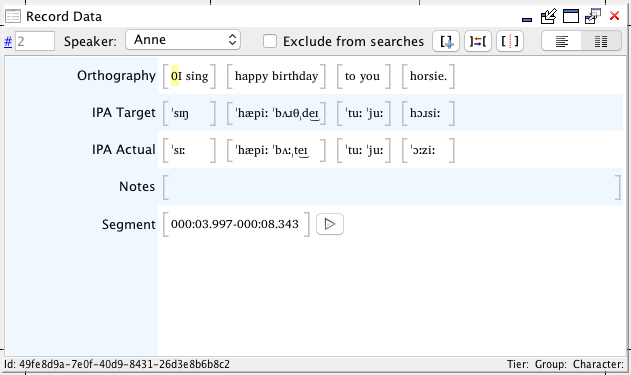 Record Data
# 2 Speaker: Anne Exclude from searches
Orthography [0I sing] [happy birthday] [to you] [horsie.]
IPA Target [ˈsɪŋ] [ˈhæpiː ˈbʌɪθˌde͜ɪ] [ˈtuː ˈjuː] [hɔɹsiː]
IPA Actual [ˈsɪː] [ˈhæpiː ˈbʌːˌte͜ɪ] [ˈtuː ˈjuː] [ˈɔːziː]
Notes [ ]
Segment [000:03.997-000:08.343]
Id: 49fe8d9a-7e0f-40d9-8431-26d3e8b6b8c2 Tier: Group: Character: